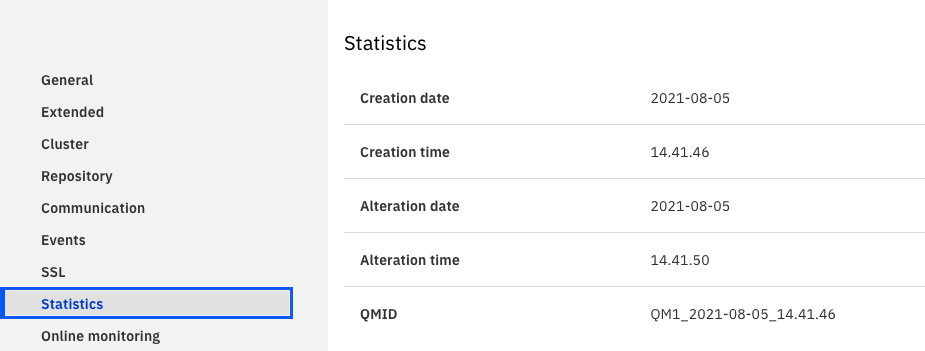 Statistics
General
Extended
Cluster
Repository
Communication
Events
SSL
Statistics
Online monitoring
Creation date 2021-08-05
Creation time 14.41.46
Alteration date 2021-08-05
Alteration time 14.41.50
QMID QM1_2021-08-05_14.41.46